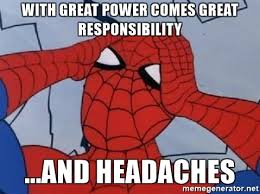 WITH GREAT POWER COMES GREAT
RESPONSIBILITY
...AND HEADACHES
memegenerator.net